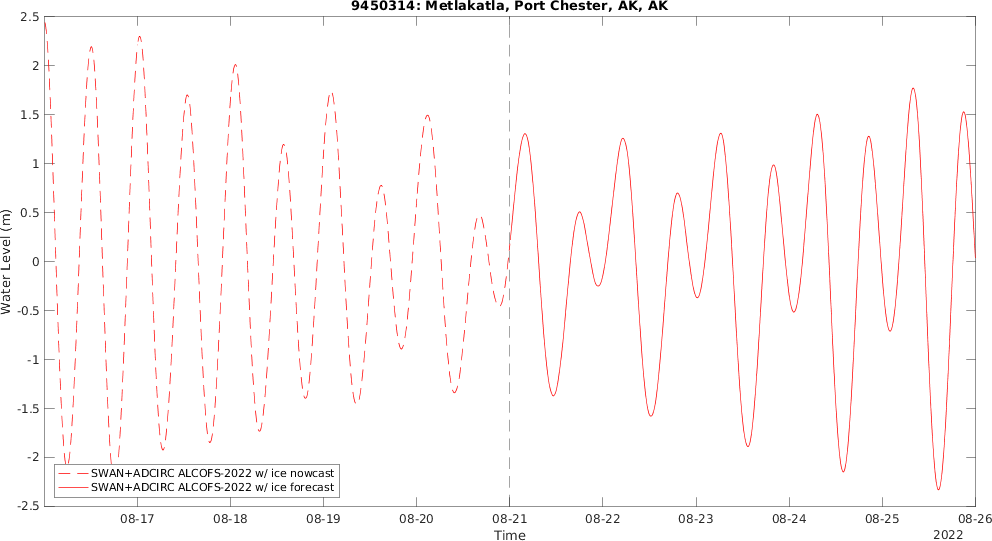 9450314: Metlakatla, Port Chester, AK, AK
2.5
2
1.5
1
0.5
0
-0.5
-1
-1.5
-2
-2.5
Water Level (m)
SWAN+ADCIRC ALCOFS-2022 w/ ice nowcast
SWAN+ADCIRC ALCOFS-2022 w/ ice forecast
08-17 08-18 08-19 08-20 08-21 08-22 08-23 08-24 08-25 08-26
Time
2022